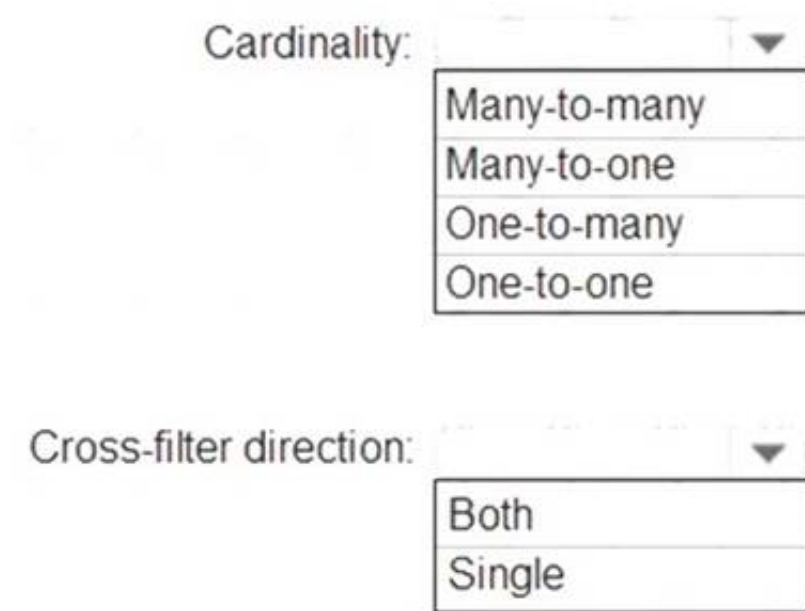 Cardinality:
Many-to-many
Many-to-one
One-to-many
One-to-one
Cross-filter direction:
Both
Single